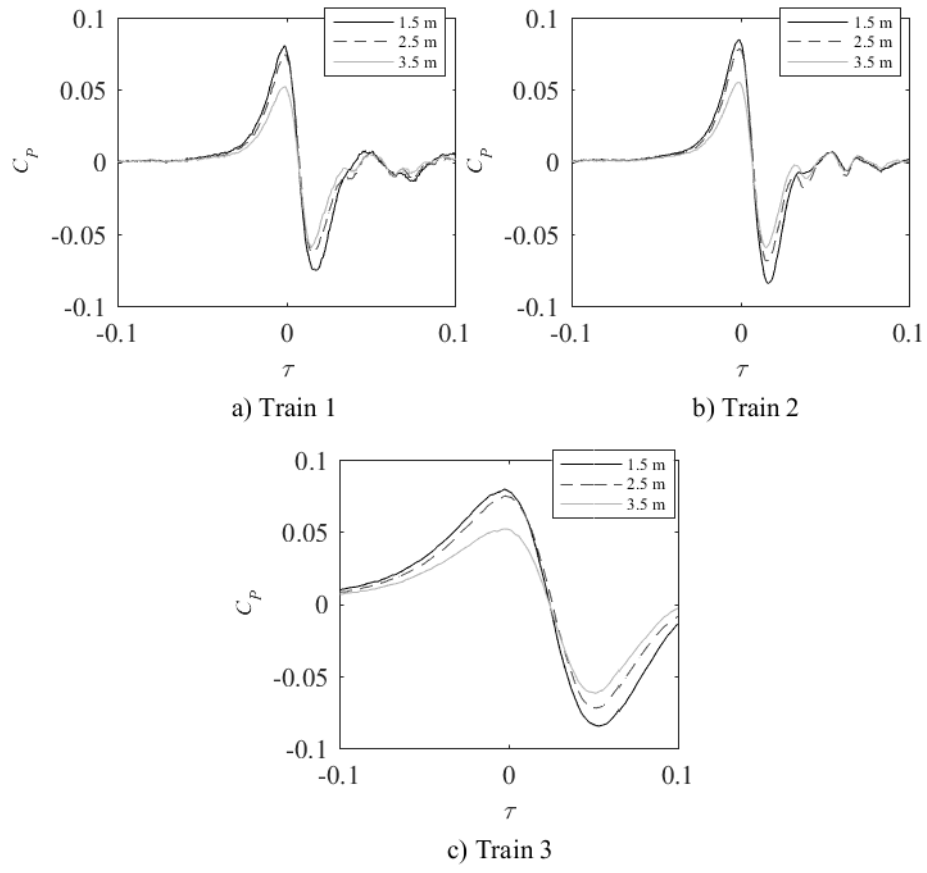 0.1
0.05
0
-0.05
-0.1
C_P
-0.1 0 0.1
τ
1.5 m
2.5 m
3.5 m
a) Train 1
0.1
0.05
0
-0.05
-0.1
C_P
-0.1 0 0.1
τ
1.5 m
2.5 m
3.5 m
b) Train 2
0.1
0.05
0
-0.05
-0.1
C_P
-0.1 0 0.1
τ
1.5 m
2.5 m
3.5 m
c) Train 3